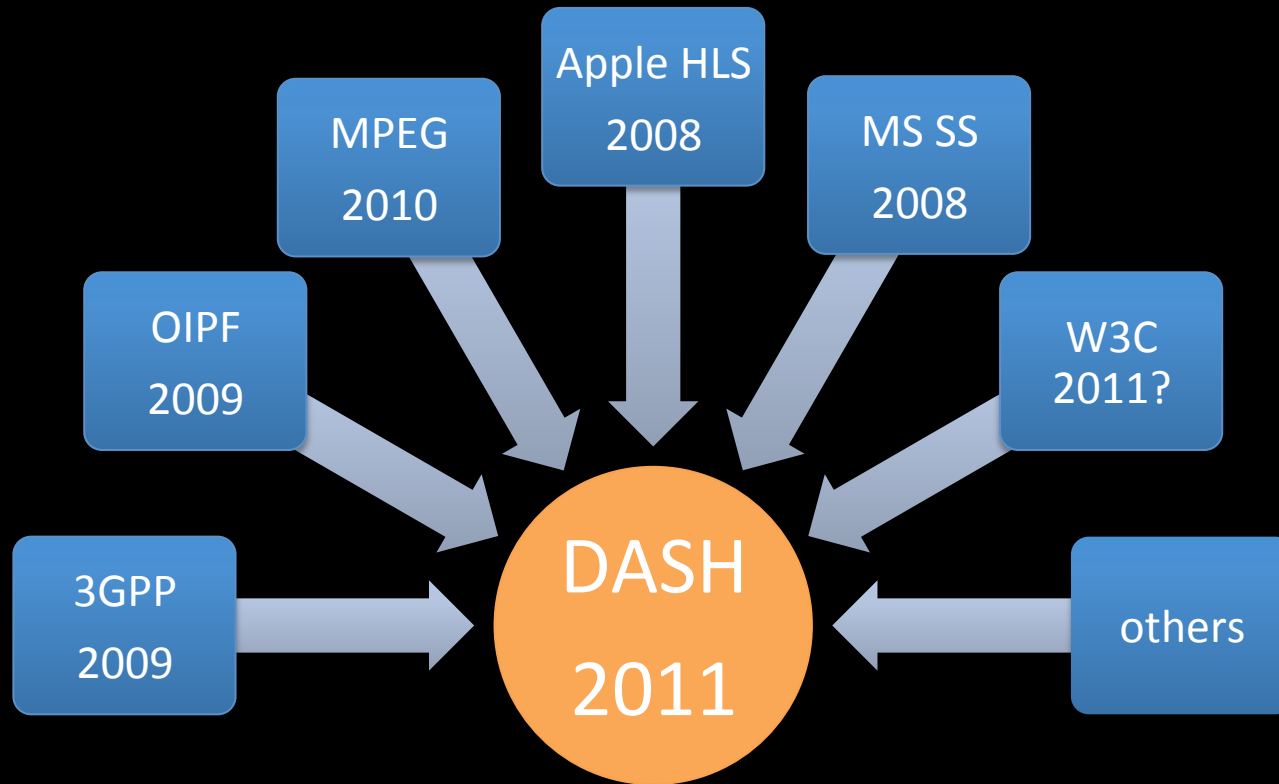 3GPP
2009
OIPF
2009
MPEG
2010
Apple HLS
2008
MS SS
2008
W3C
2011?
others
DASH
2011